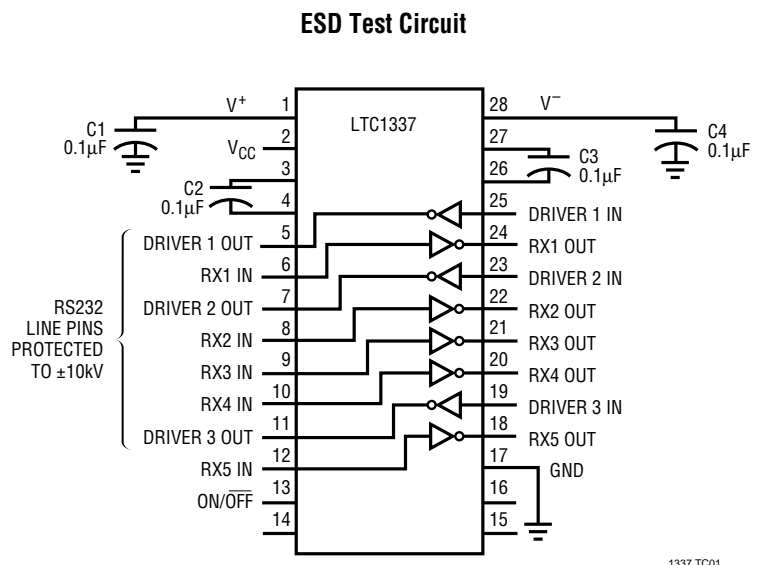 ESD Test Circuit
V+ 1
LTC1337
28 V−
C1
0.1µF
2
VCC
27
C4
0.1µF
3
26
C3
0.1µF
C2
0.1µF
4
25 DRIVER 1 IN
DRIVER 1 OUT 5
24 RX1 OUT
RX1 IN 6
23 DRIVER 2 IN
DRIVER 2 OUT 7
22 RX2 OUT
RX2 IN 8
21 RX3 OUT
RX3 IN 9
20 RX4 OUT
RX4 IN 10
19 DRIVER 3 IN
DRIVER 3 OUT 11
18 RX5 OUT
RX5 IN 12
17 GND
ON/OFF 13
16
14
15
RS232
LINE PINS
PROTECTED
TO ±10kV
1337 TC01